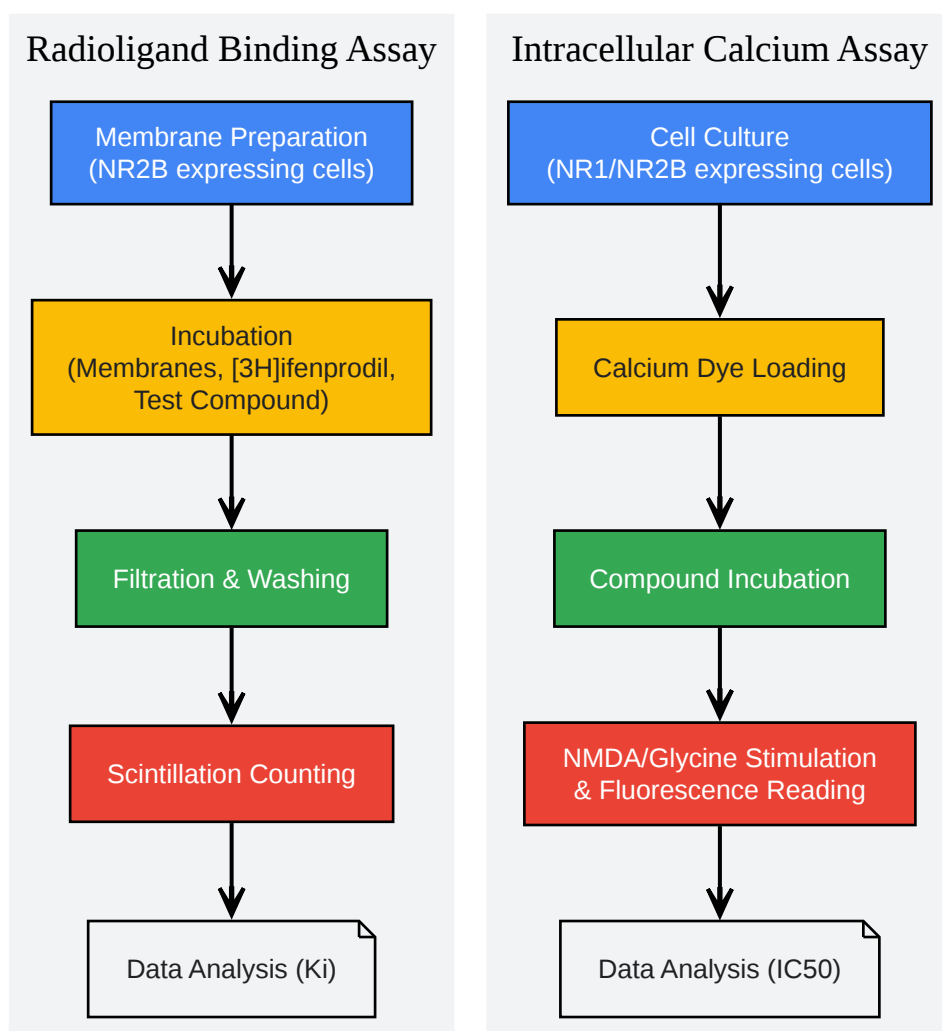 Radioligand Binding Assay
Membrane Preparation
(NR2B expressing cells)
Incubation
(Membranes, [3H]ifenprodil,
Test Compound)
Filtration & Washing
Scintillation Counting
Data Analysis (Ki)
Intracellular Calcium Assay
Cell Culture
(NR1/NR2B expressing cells)
Calcium Dye Loading
Compound Incubation
NMDA/Glycine Stimulation
& Fluorescence Reading
Data Analysis (IC50)